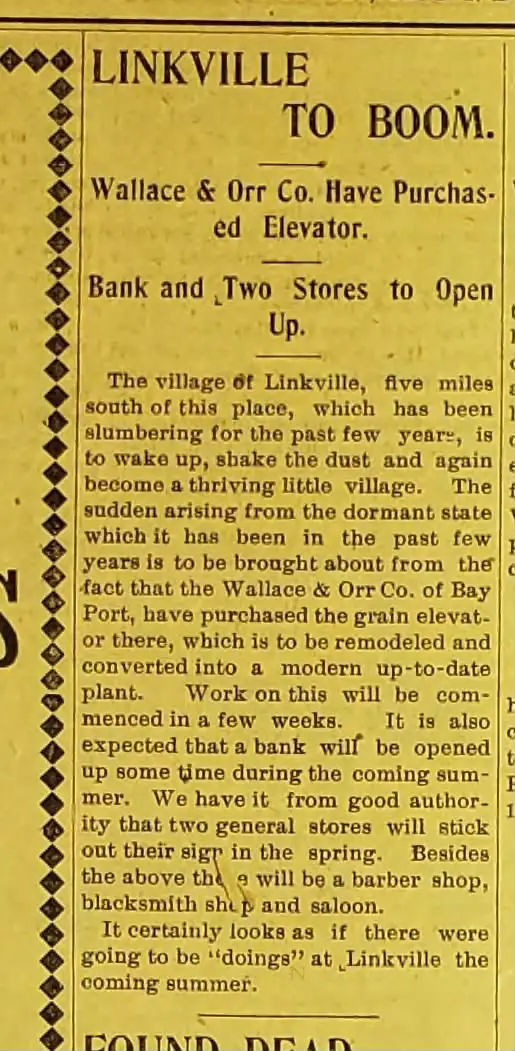 LINKVILLE
TO BOOM.
Wallace & Orr Co. Have Purchas-
ed Elevator.
Bank and Two Stores to Open
Up.
The village of Linkville, five miles
south of this place, which has been
slumbering for the past few years, is
to wake up, shake the dust and again
become a thriving little village. The
sudden arising from the dormant state
which it has been in the past few
years is to be brought about from the
fact that the Wallace & Orr Co. of Bay
Port, have purchased the grain elevat-
or there, which is to be remodeled and
converted into a modern up-to-date
plant. Work on this will be com-
menced in a few weeks. It is also
expected that a bank will be opened
up some time during the coming sum-
mer. We have it from good author-
ity that two general stores will stick
out their sign in the spring. Besides
the above there will be a barber shop,
blacksmith shop and saloon.
It certainly looks as if there were
going to be "doings" at Linkville the
coming summer.
FOUND DEAD